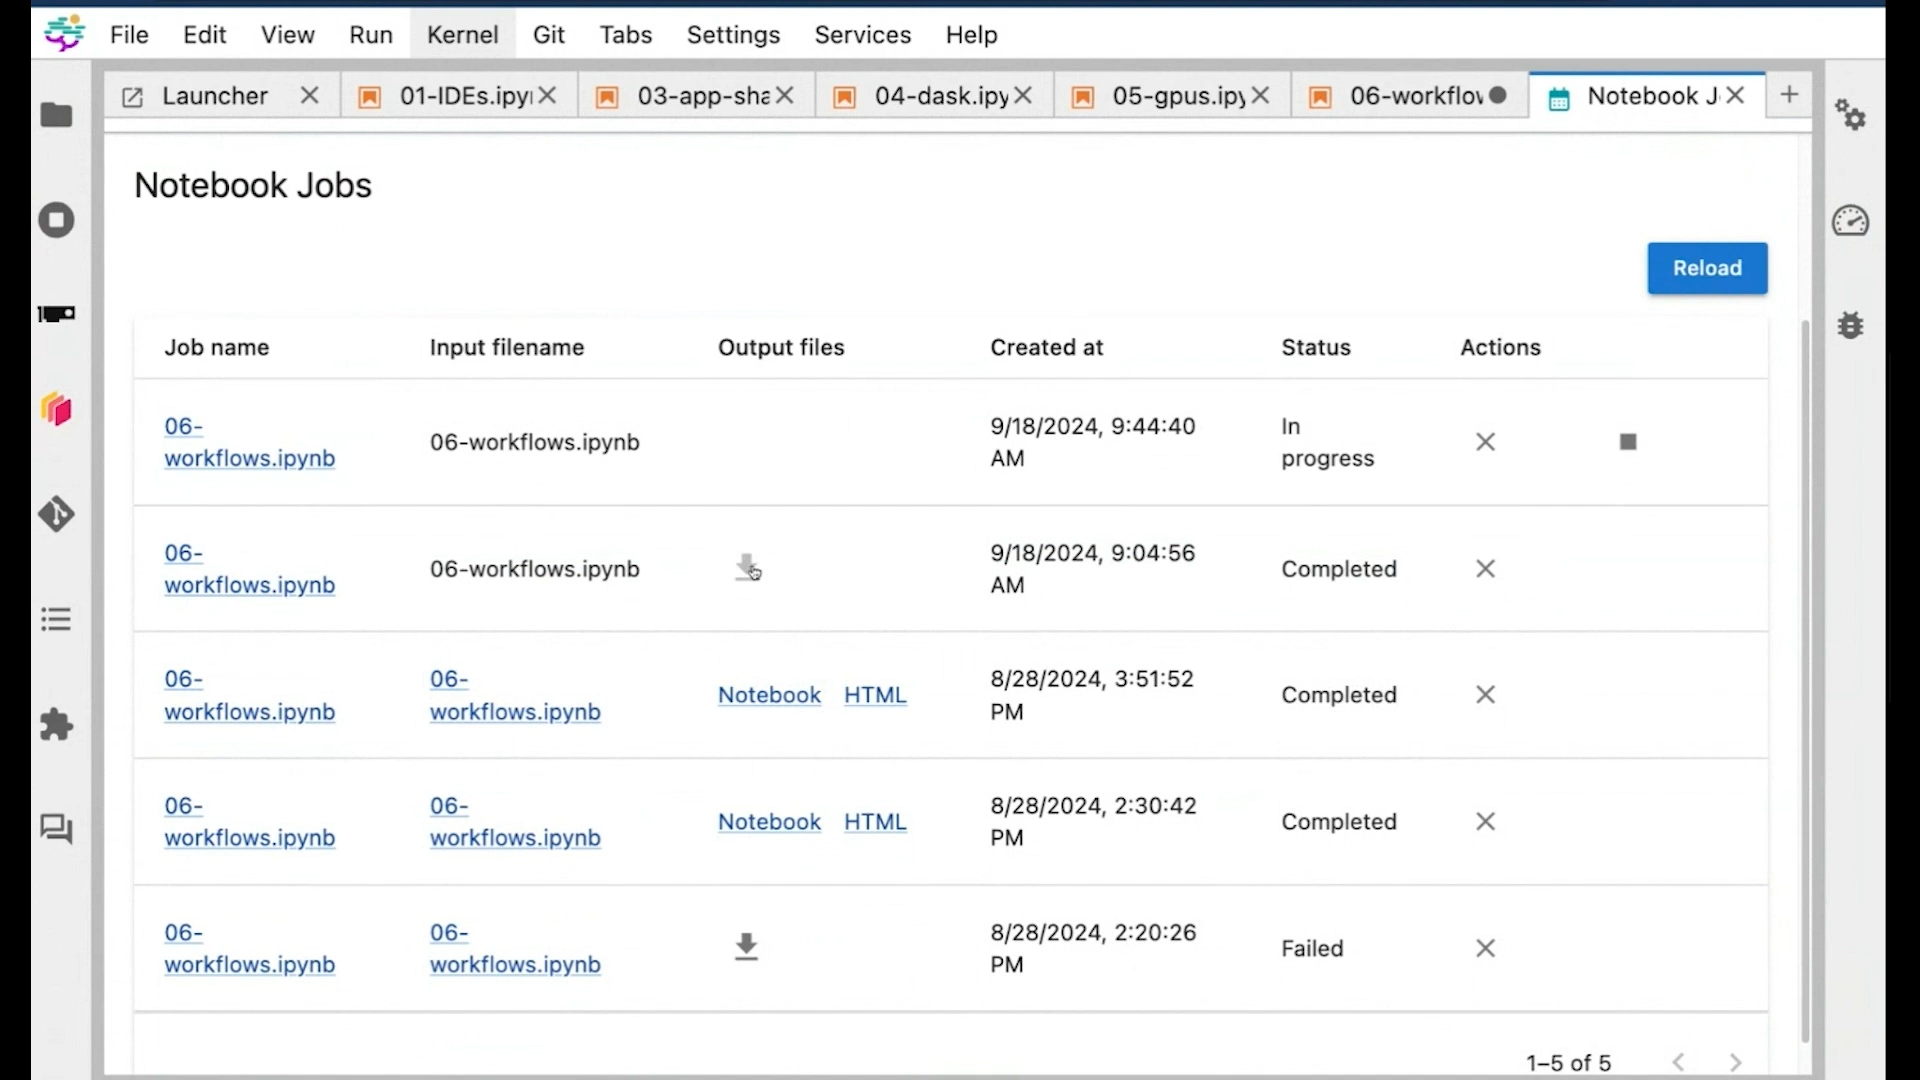 File Edit View Run Kernel Git Tabs Settings Services Help
Launcher 01-IDEs.ipy 03-app-sha 04-dask.ipy 05-gpus.ipy 06-workflov Notebook J
Notebook Jobs
Reload
Job name Input filename Output files Created at Status Actions
06-
workflows.ipynb
06-workflows.ipynb
9/18/2024, 9:44:40
AM
In
progress
06-
workflows.ipynb
06-workflows.ipynb
9/18/2024, 9:04:56
AM
Completed
06-
workflows.ipynb
06-
workflows.ipynb
Notebook HTML
8/28/2024, 3:51:52
PM
Completed
06-
workflows.ipynb
06-
workflows.ipynb
Notebook HTML
8/28/2024, 2:30:42
PM
Completed
06-
workflows.ipynb
06-
workflows.ipynb
8/28/2024, 2:20:26
PM
Failed
1–5 of 5